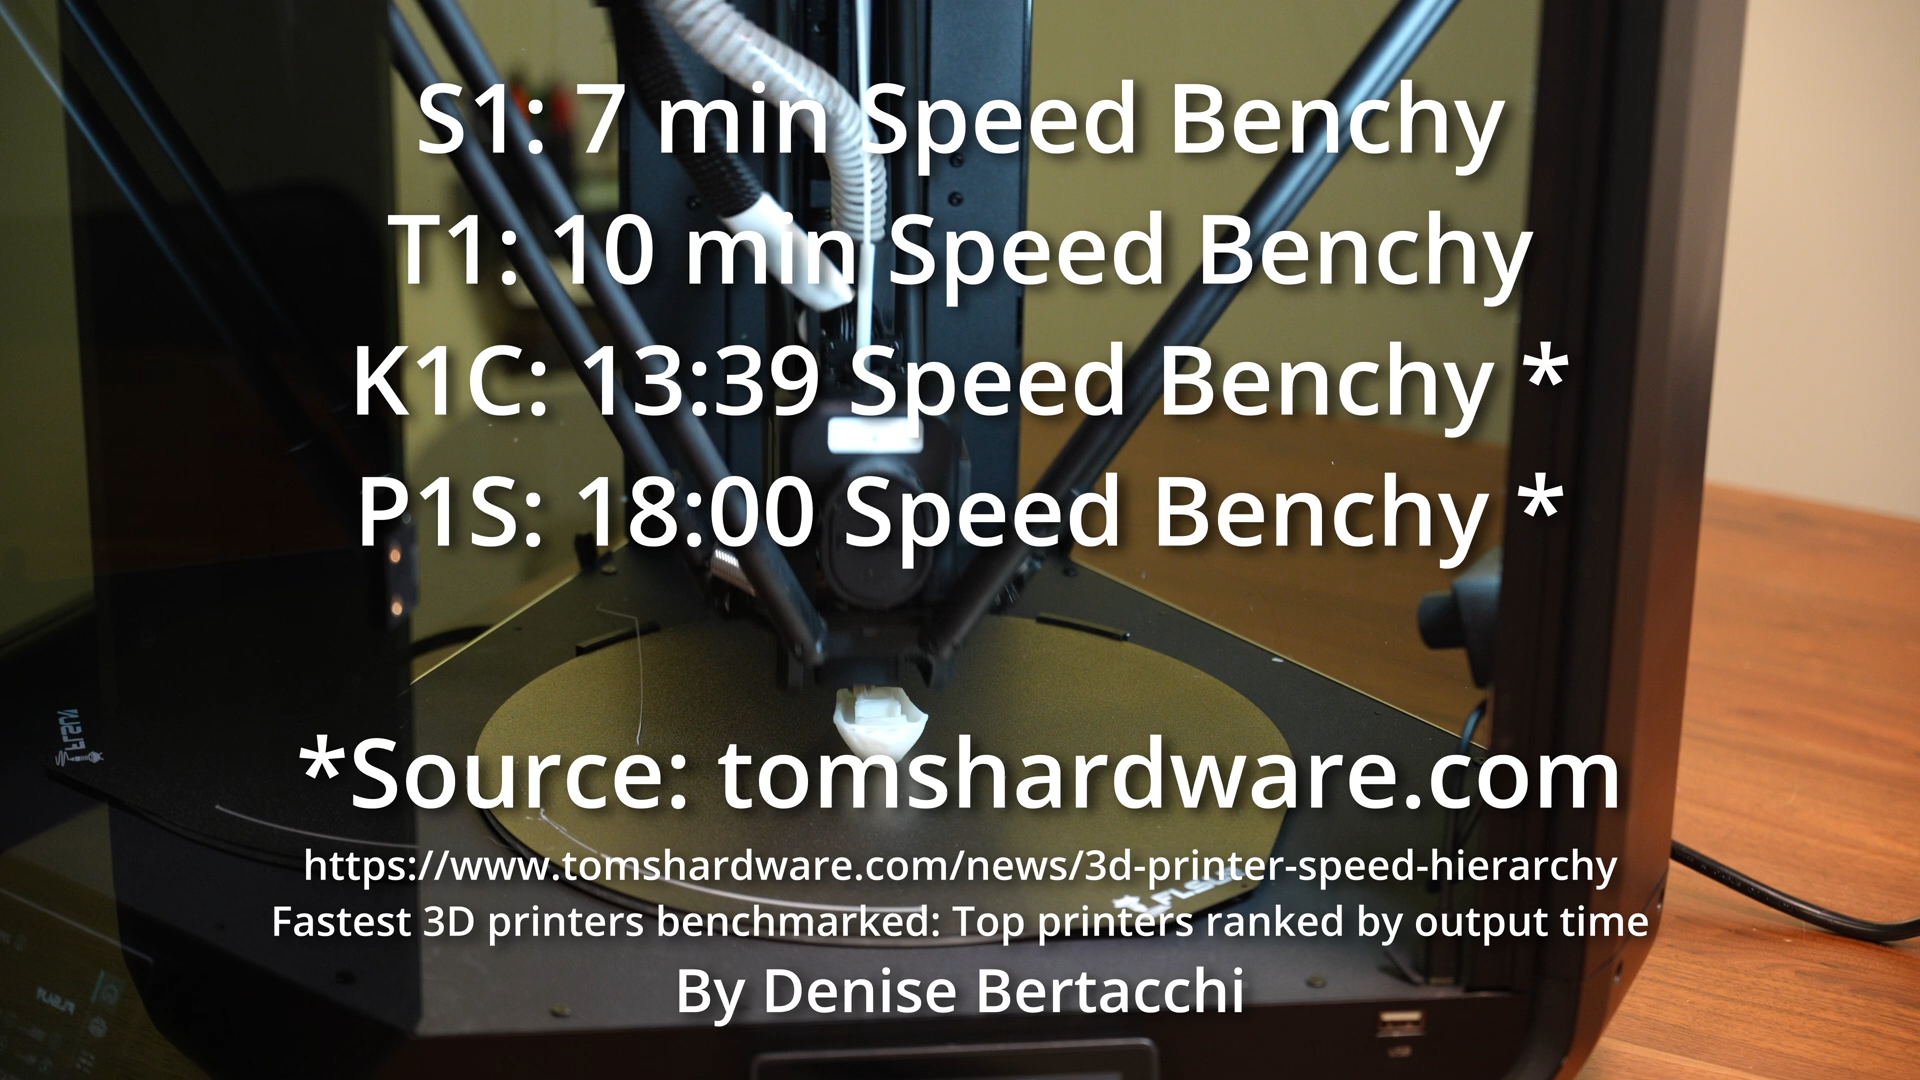 S1: 7 min Speed Benchy
T1: 10 min Speed Benchy
K1C: 13:39 Speed Benchy *
P1S: 18:00 Speed Benchy *
*Source: tomshardware.com
https://www.tomshardware.com/news/3d-printer-speed-hierarchy
Fastest 3D printers benchmarked: Top printers ranked by output time
By Denise Bertacchi